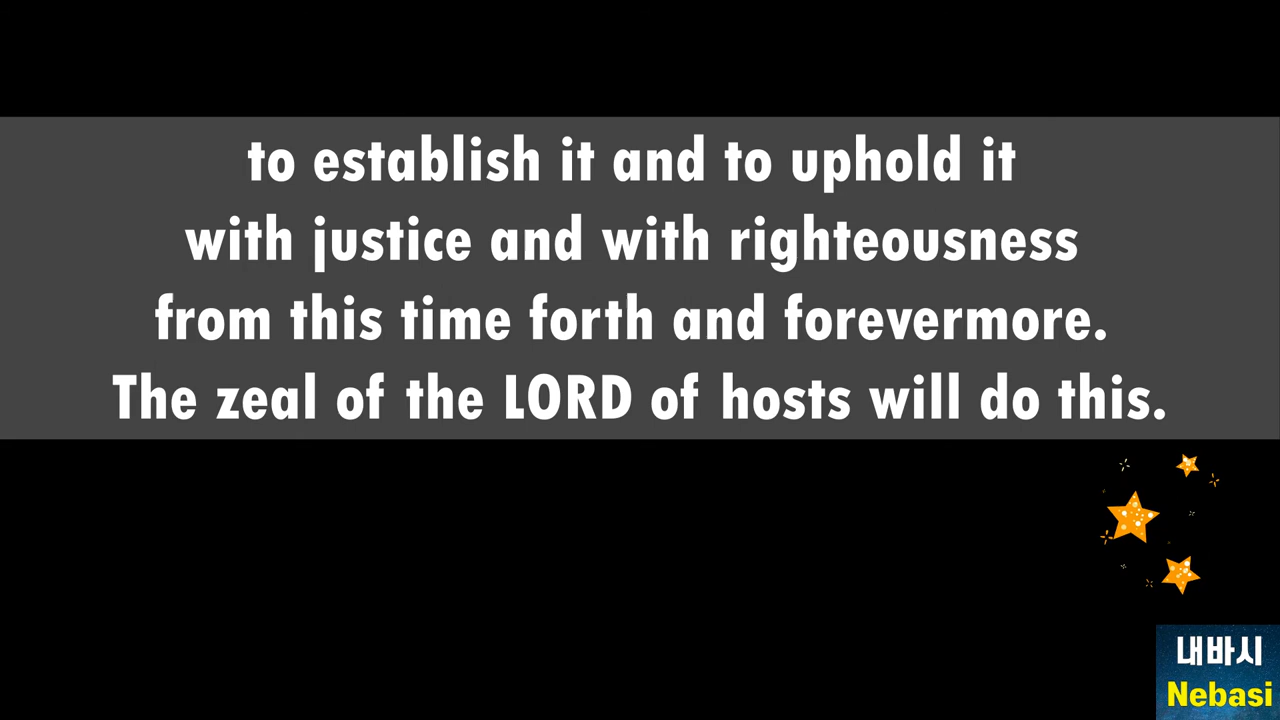 to establish it and to uphold it
with justice and with righteousness
from this time forth and forevermore.
The zeal of the LORD of hosts will do this.
내바시
Nebasi